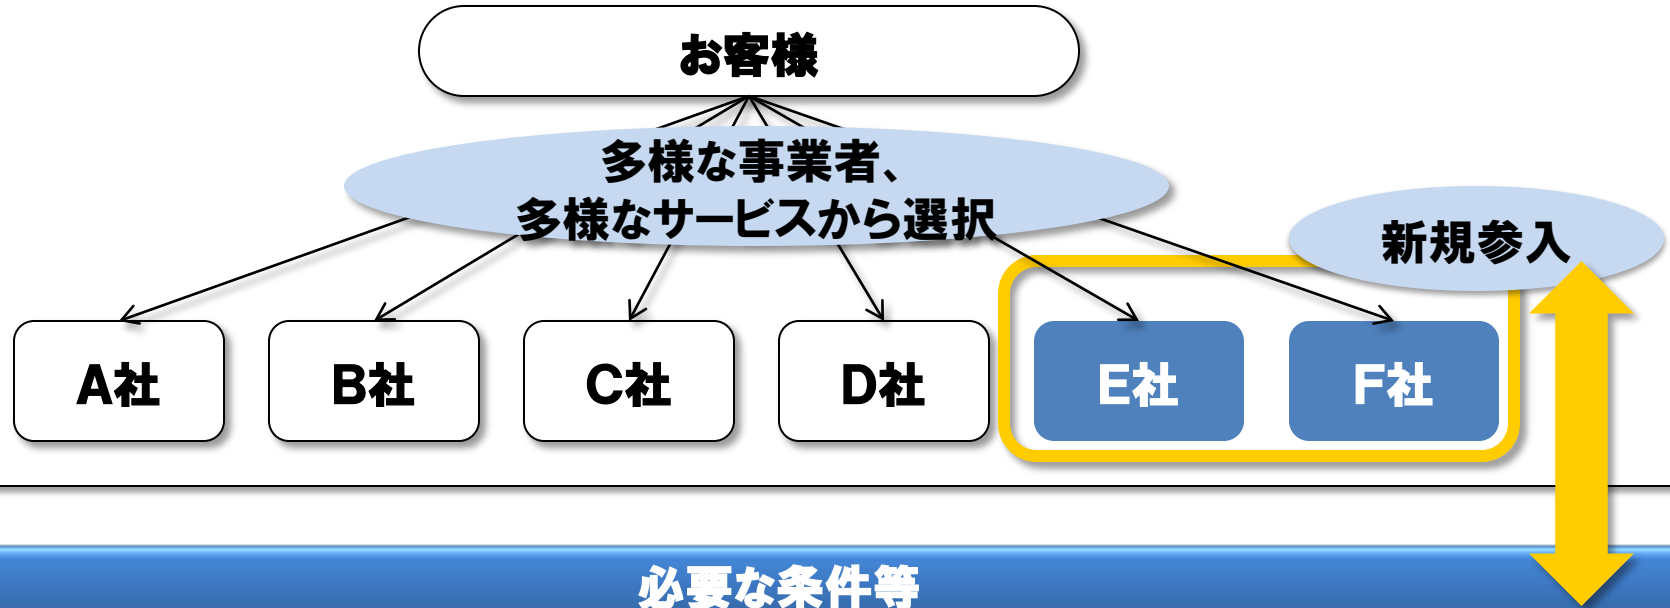 お客様
多様な事業者、
多様なサービスから選択
新規参入
A社
B社
C社
D社
E社
F社
必要な条件等